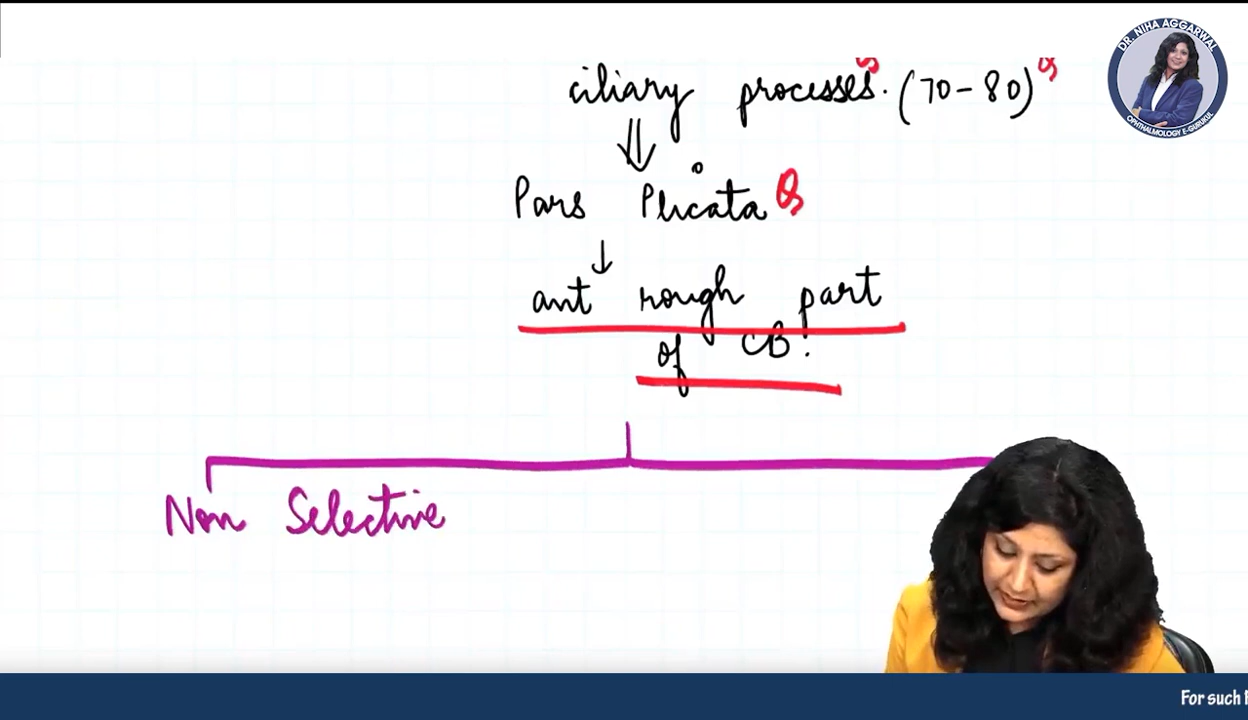 DR. NIHA AGGARWAL
OPHTHALMOLOGY E-GURUKUL
ciliary processes. (70-80)
Pars Plicata
ant rough part
of CB.
Non Selective
For such